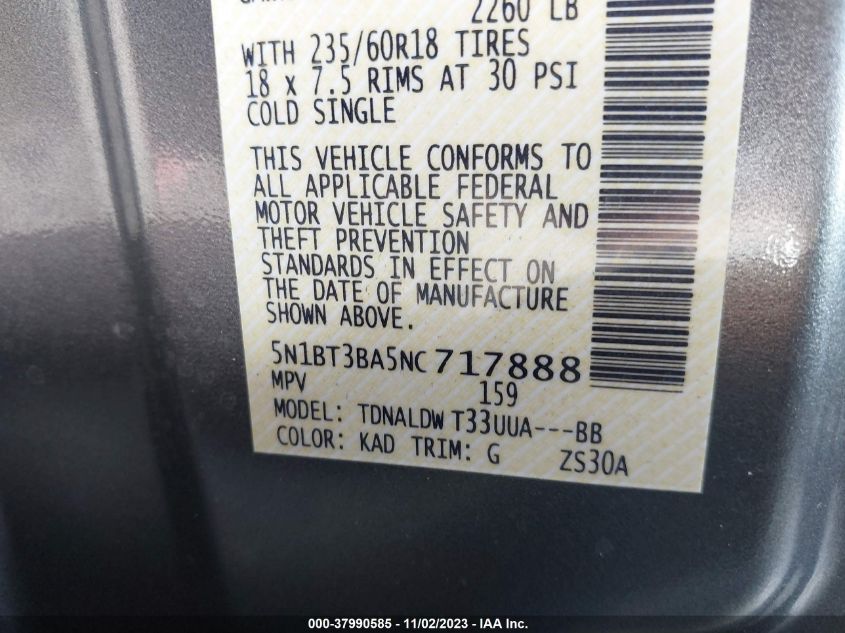 2260 LB
WITH 235/60R18 TIRES
18 x 7.5 RIMS AT 30 PSI
COLD SINGLE
THIS VEHICLE CONFORMS TO
ALL APPLICABLE FEDERAL
MOTOR VEHICLE SAFETY AND
THEFT PREVENTION
STANDARDS IN EFFECT ON
THE DATE OF MANUFACTURE
SHOWN ABOVE.
5N1BT3BA5NC717888
MPV 159
MODEL: TDNALDW T33UUA---BB
COLOR: KAD TRIM: G ZS30A
000-37990585 - 11/02/2023 - IAA Inc.